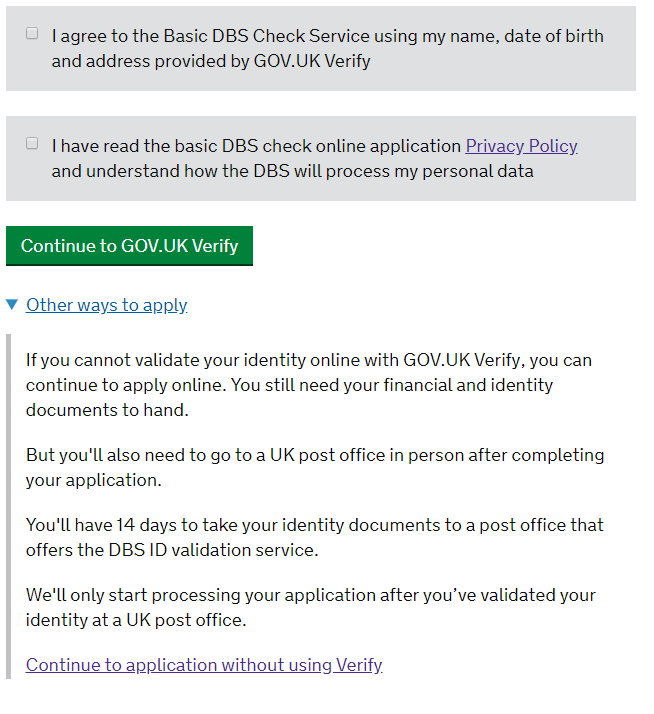 I agree to the Basic DBS Check Service using my name, date of birth
and address provided by GOV.UK Verify
I have read the basic DBS check online application Privacy Policy
and understand how the DBS will process my personal data
Continue to GOV.UK Verify
Other ways to apply
If you cannot validate your identity online with GOV.UK Verify, you can
continue to apply online. You still need your financial and identity
documents to hand.
But you'll also need to go to a UK post office in person after completing
your application.
You'll have 14 days to take your identity documents to a post office that
offers the DBS ID validation service.
We'll only start processing your application after you’ve validated your
identity at a UK post office.
Continue to application without using Verify